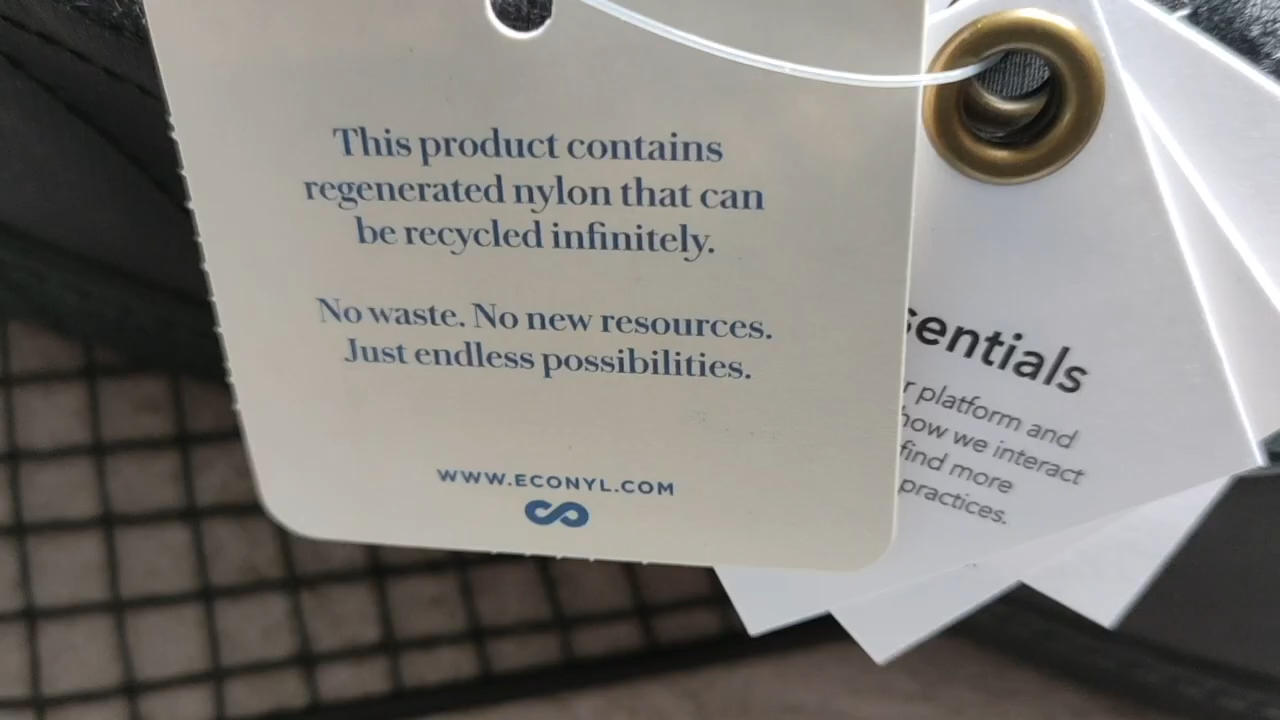 This product contains
regenerated nylon that can
be recycled infinitely.
No waste. No new resources.
Just endless possibilities.
WWW.ECONYL.COM
sentials
r platform and
how we interact
find more
practices.